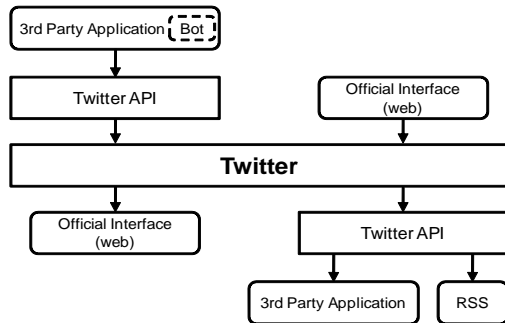 3rd Party Application Bot
Twitter API
Official Interface
(web)
Twitter
Official Interface
(web)
Twitter API
3rd Party Application
RSS